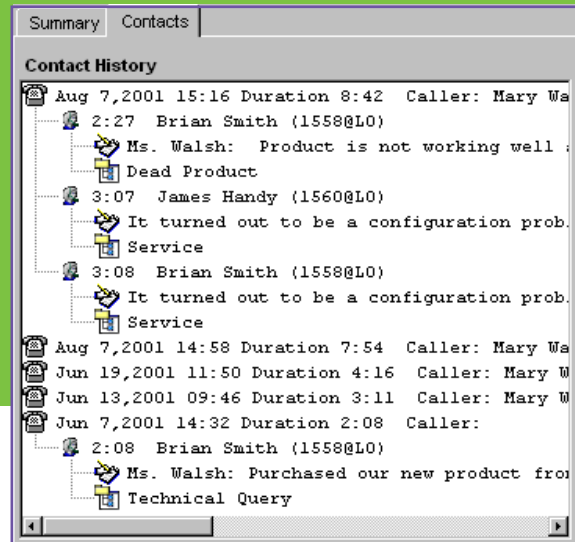 Summary Contacts
Contact History
Aug 7,2001 15:16 Duration 8:42 Caller: Mary Wa
2:27 Brian Smith (1558@L0)
Ms. Walsh: Product is not working well
Dead Product
3:07 James Handy (1560@L0)
It turned out to be a configuration prob.
Service
3:08 Brian Smith (1558@L0)
It turned out to be a configuration prob.
Service
Aug 7,2001 14:58 Duration 7:54 Caller: Mary Wa
Jun 19,2001 11:50 Duration 4:16 Caller: Mary W
Jun 13,2001 09:46 Duration 3:11 Caller: Mary W
Jun 7,2001 14:32 Duration 2:08 Caller:
2:08 Brian Smith (1558@L0)
Ms. Walsh: Purchased our new product from
Technical Query